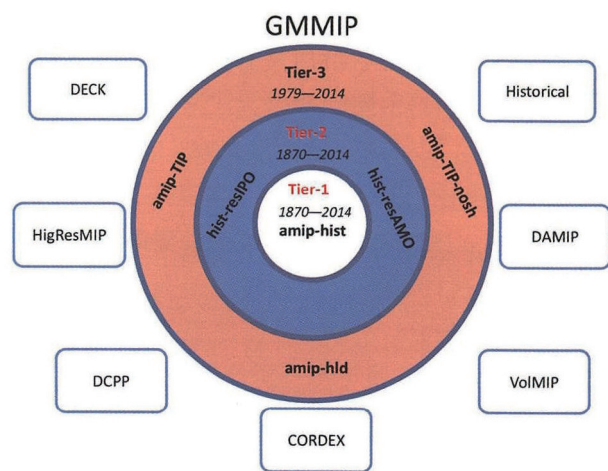 GMMIP
DECK
Historical
Tier-3
1979—2014
Tier-2
1870—2014
Tier-1
1870—2014
amip-hist
amip-TIP
hist-resIPO
hist-resAMO
amip-TIP-nosh
HigResMIP
DAMIP
amip-hld
DCPP
VolMIP
CORDEX